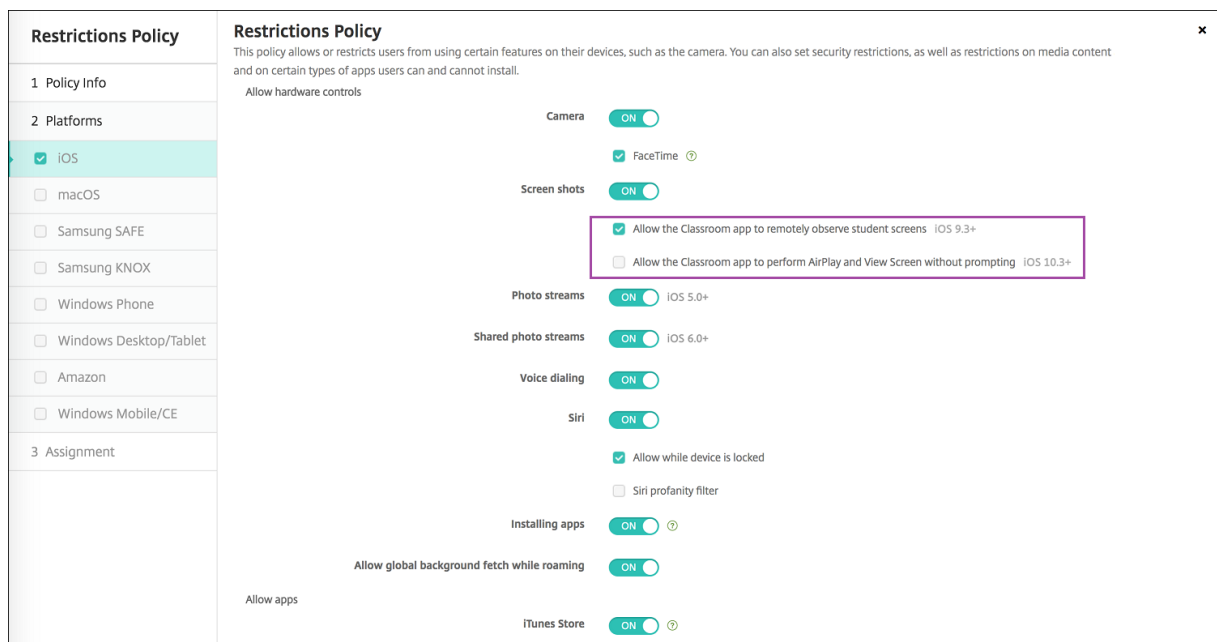 Restrictions Policy
1 Policy Info
2 Platforms
iOS
macOS
Samsung SAFE
Samsung KNOX
Windows Phone
Windows Desktop/Tablet
Amazon
Windows Mobile/CE
3 Assignment
Restrictions Policy
This policy allows or restricts users from using certain features on their devices, such as the camera. You can also set security restrictions, as well as restrictions on media content
and on certain types of apps users can and cannot install.
Allow hardware controls
Camera ON
FaceTime ?
Screen shots ON
Allow the Classroom app to remotely observe student screens iOS 9.3+
Allow the Classroom app to perform AirPlay and View Screen without prompting iOS 10.3+
Photo streams ON iOS 5.0+
Shared photo streams ON iOS 6.0+
Voice dialing ON
Siri ON
Allow while device is locked
Siri profanity filter
Installing apps ON ?
Allow global background fetch while roaming ON
Allow apps
iTunes Store ON ?